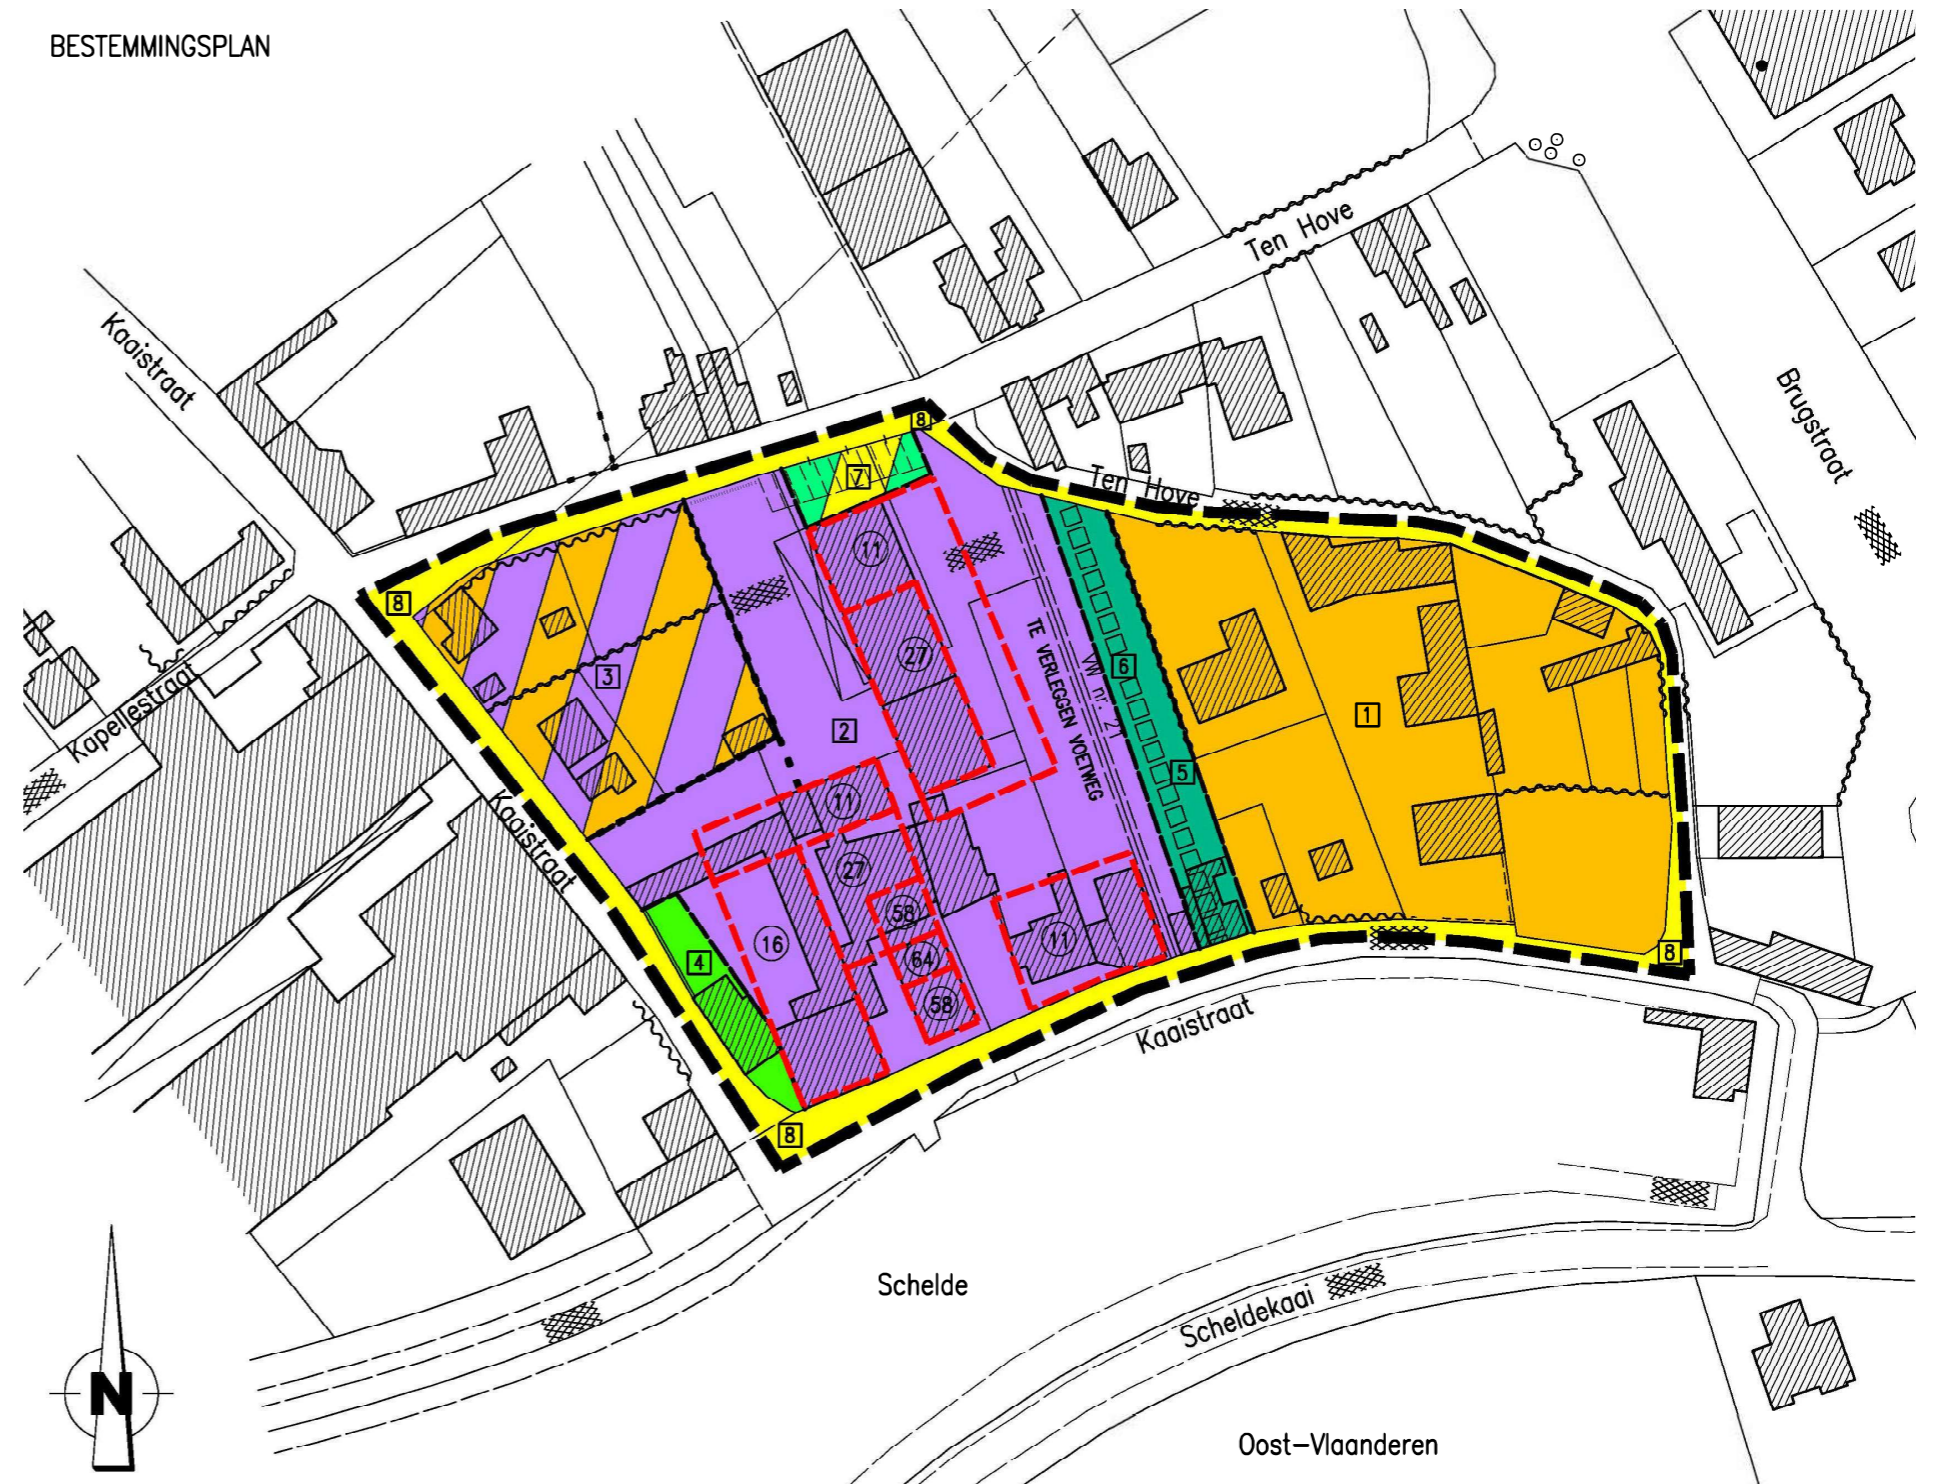 BESTEMMINGSPLAN
Ten Hove
Kaaistraat
Brugstraat
8
7
Ten Hove
11
8
27
TE VERLEGGEN VOETWEG
VW nr. 21
6
3
1
Kapellestraat
2
5
Kaaistraat
11
27
58
16
11
64
4
8
58
Kaaistraat
8
Schelde
Scheldekaai
N
Oost-Vlaanderen